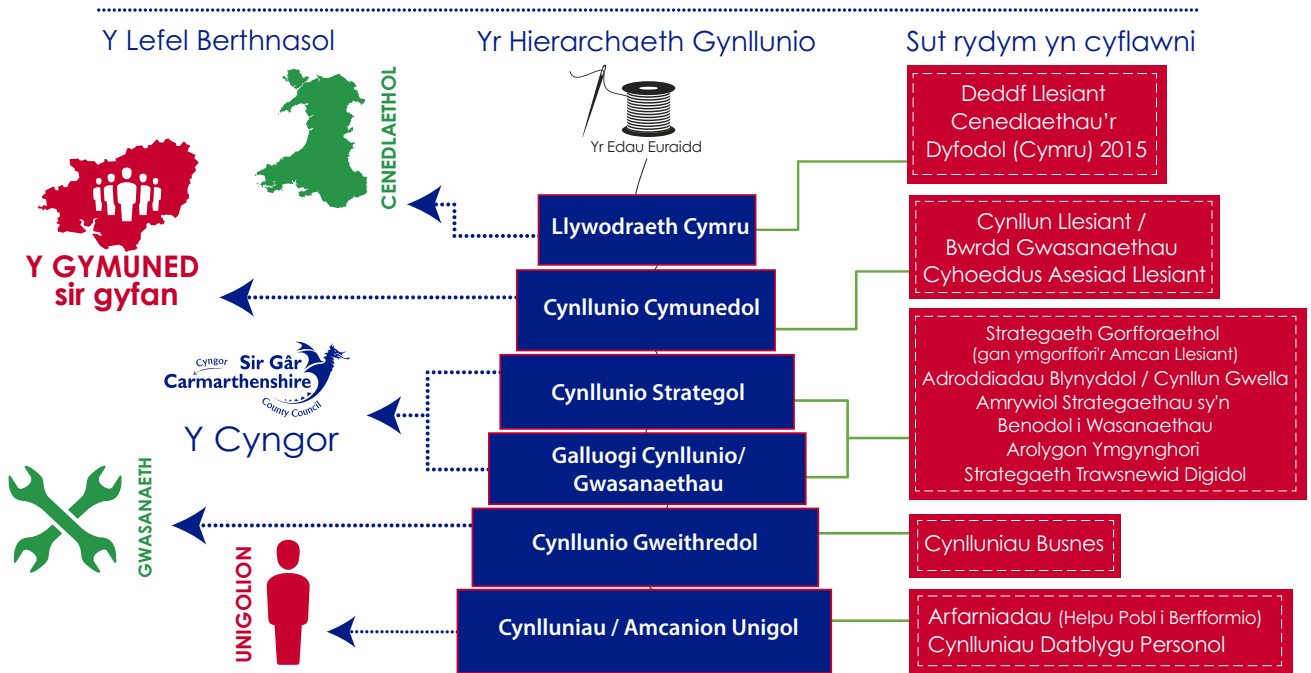 Y Lefel Berthnasol
Yr Hierarchaeth Gynllunio
Sut rydym yn cyflawni
CENEDLAETHOL
Yr Edau Euraidd
Deddf Llesiant
Cenedlaethau'r
Dyfodol (Cymru) 2015
Llywodraeth Cymru
Y GYMUNED
sir gyfan
Cynllunio Cymunedol
Cynllun Llesiant /
Bwrdd Gwasanaethau
Cyhoeddus Asesiad Llesiant
Cyngor
Sir Gâr
Carmarthenshire
County Council
Y Cyngor
Cynllunio Strategol
Galluogi Cynllunio/
Gwasanaethau
Strategaeth Gorfforaethol
(gan ymgorffori'r Amcan Llesiant)
Adroddiadau Blynyddol / Cynllun Gwella
Amrywiol Strategaethau sy'n
Benodol i Wasanaethau
Arolygon Ymgynghori
Strategaeth Trawsnewid Digidol
GWASANAETH
Cynllunio Gweithredol
Cynlluniau Busnes
UNIGOLION
Cynlluniau / Amcanion Unigol
Arfarniadau (Helpu Pobl i Berfformio)
Cynlluniau Datblygu Personol